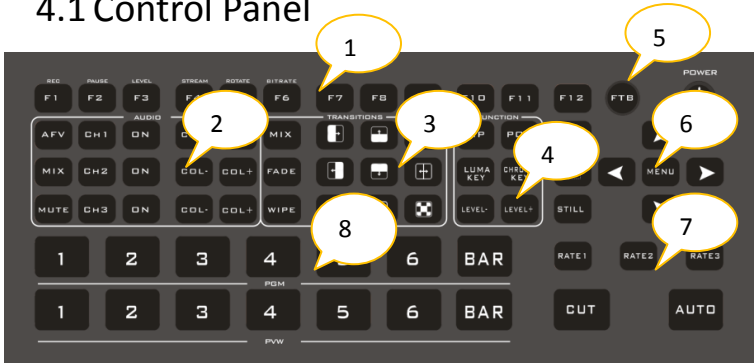 4.1 Control Panel
1
5
REC PAUSE LEVEL STREAM ROTATE BITRATE POWER
F1 F2 F3 F6 F7 F8 F10 F11 F12 FTB
AUDIO TRANSITIONS
2 3 6
AFV CH1 ON MIX
MIX CH2 ON COL- COL+ FADE LUMA KEY MENU
4
MUTE CH3 ON COL- COL+ WIPE LEVEL- LEVEL+ STILL
8 7
1 2 3 4 6 BAR RATE1 RATE2 RATE3
PGM
1 2 3 4 5 6 BAR CUT AUTO
PVW